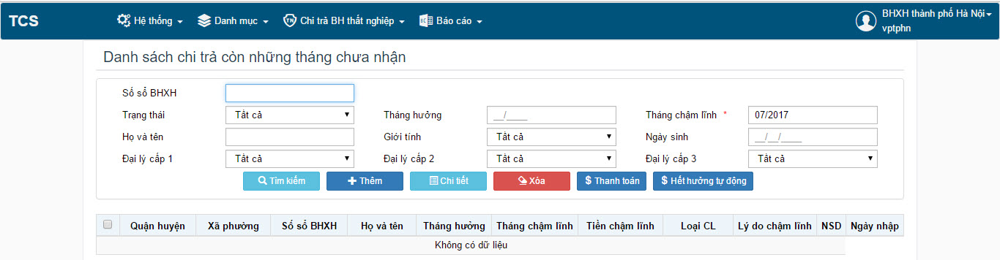 TCS Hệ thống Danh mục TN Chi trả BH thất nghiệp Báo cáo BHXH thành phố Hà Nội
vptphn
Danh sách chi trả còn những tháng chưa nhận
Số sổ BHXH
Trạng thái Tất cả Tháng hưởng __/____ Tháng chậm lĩnh * 07/2017
Họ và tên Giới tính Tất cả Ngày sinh __/__/____
Đại lý cấp 1 Tất cả Đại lý cấp 2 Tất cả Đại lý cấp 3 Tất cả
Tìm kiếm Thêm Chi tiết Xóa $ Thanh toán $ Hết hưởng tự động
Quận huyện Xã phường Số sổ BHXH Họ và tên Tháng hưởng Tháng chậm lĩnh Tiền chậm lĩnh Loại CL Lý do chậm lĩnh NSD Ngày nhập
Không có dữ liệu